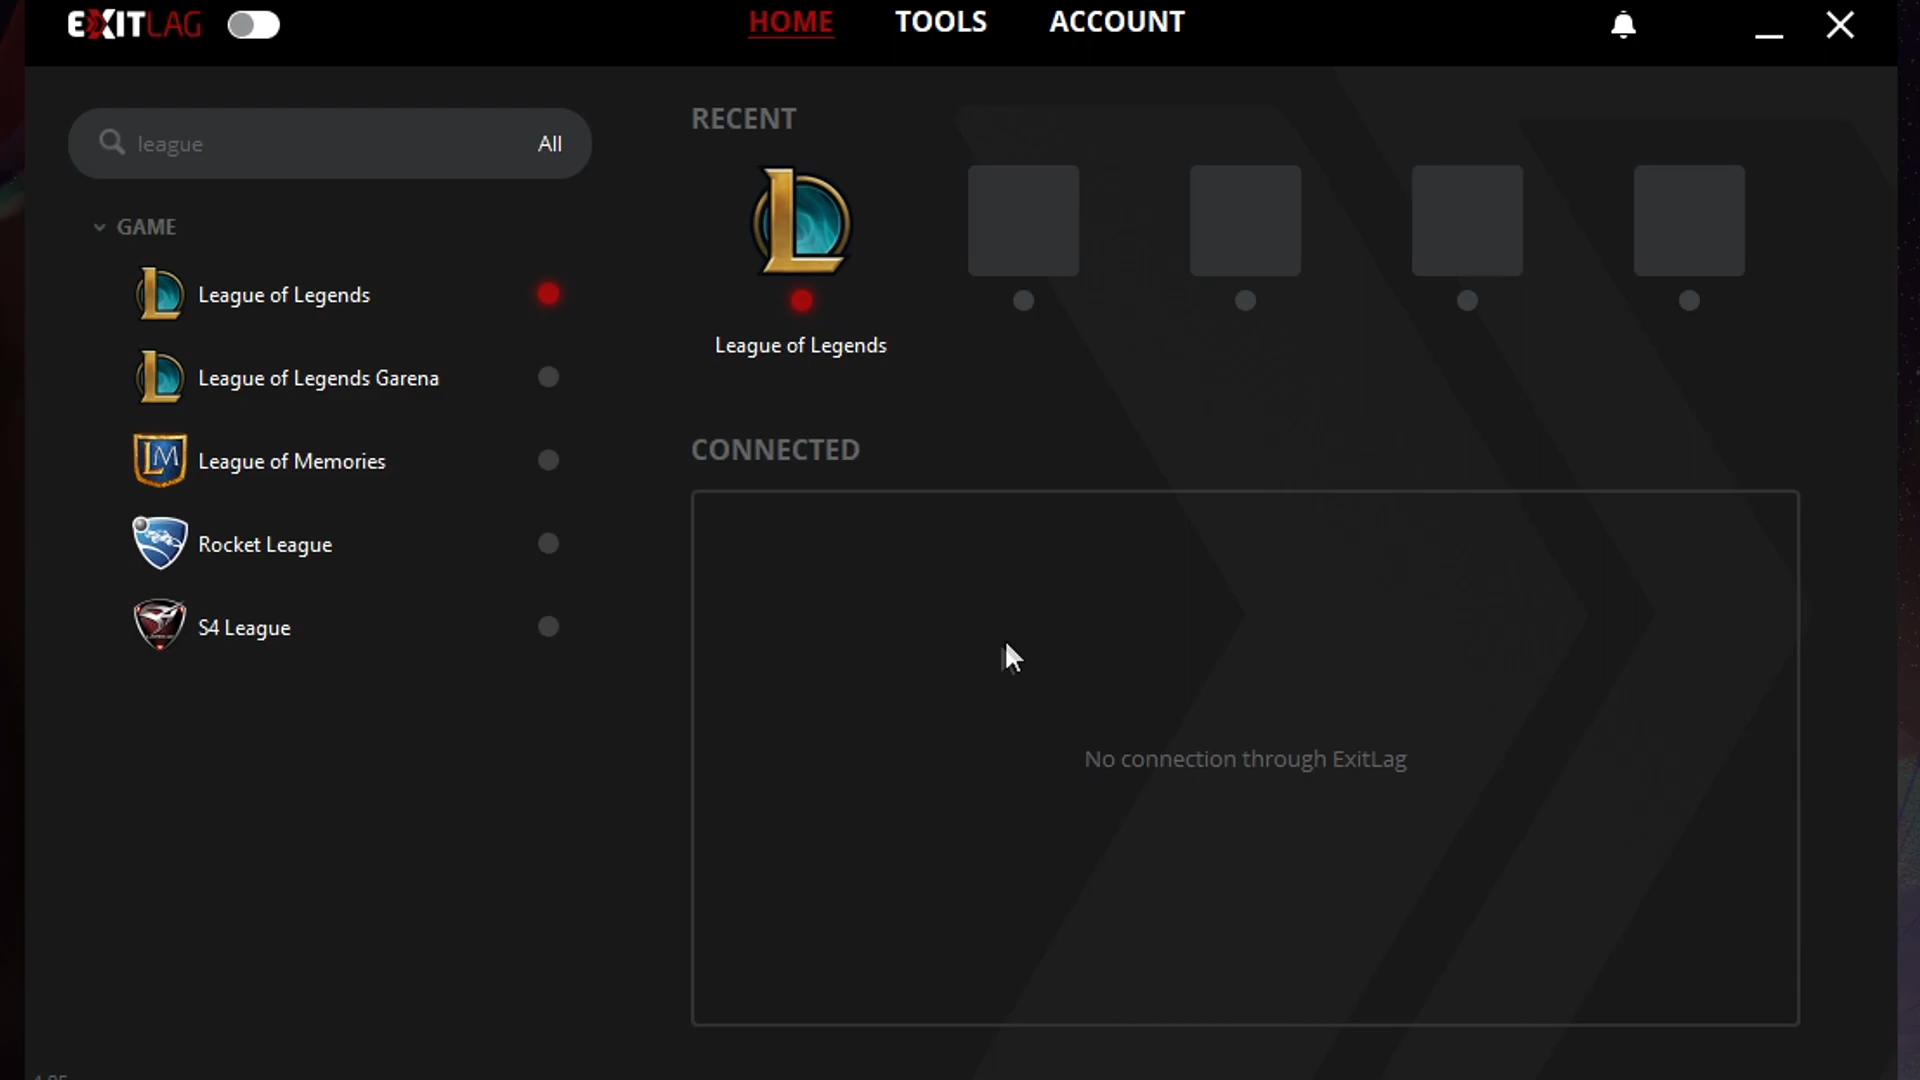 EXITLAG
HOME
TOOLS
ACCOUNT
league
All
GAME
League of Legends
League of Legends Garena
League of Memories
Rocket League
S4 League
RECENT
League of Legends
CONNECTED
No connection through ExitLag